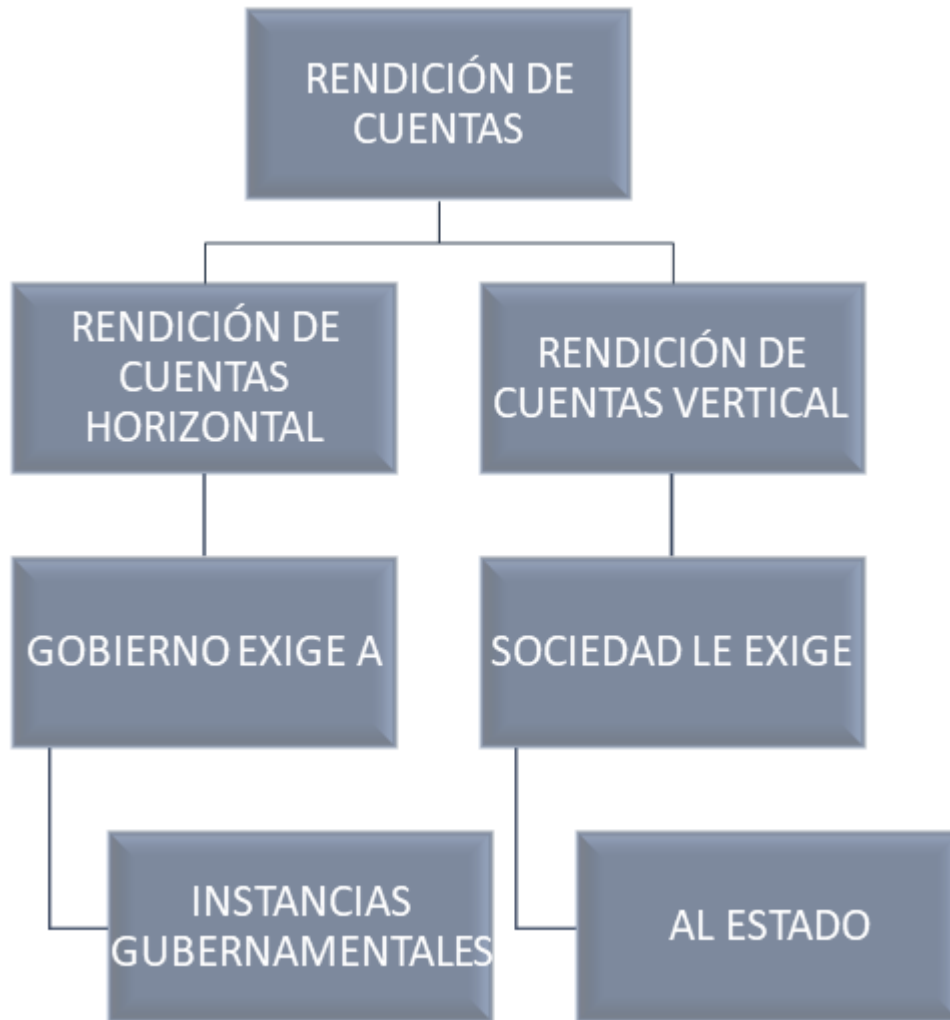 RENDICIÓN DE
CUENTAS
RENDICIÓN DE
CUENTAS
HORIZONTAL
RENDICIÓN DE
CUENTAS VERTICAL
GOBIERNO EXIGE A
SOCIEDAD LE EXIGE
INSTANCIAS
GUBERNAMENTALES
AL ESTADO